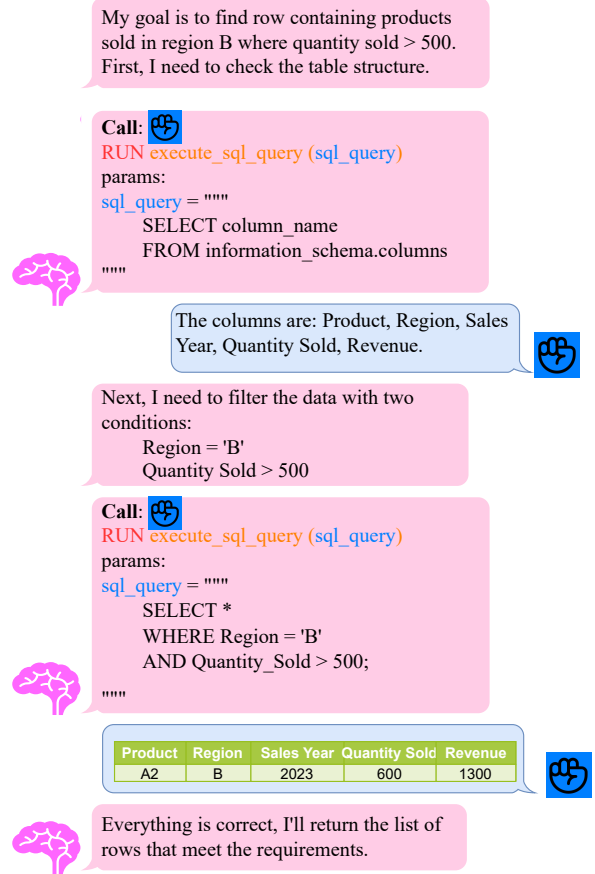 My goal is to find row containing products
sold in region B where quantity sold > 500.
First, I need to check the table structure.
Call:
RUN execute_sql_query (sql_query)
params:
sql_query = """
SELECT column_name
FROM information_schema.columns
"""
The columns are: Product, Region, Sales
Year, Quantity Sold, Revenue.
Next, I need to filter the data with two
conditions:
Region = 'B'
Quantity Sold > 500
Call:
RUN execute_sql_query (sql_query)
params:
sql_query = """
SELECT *
WHERE Region = 'B'
AND Quantity_Sold > 500;
"""
Product Region Sales Year Quantity Sold Revenue
A2 B 2023 600 1300
Everything is correct, I'll return the list of
rows that meet the requirements.